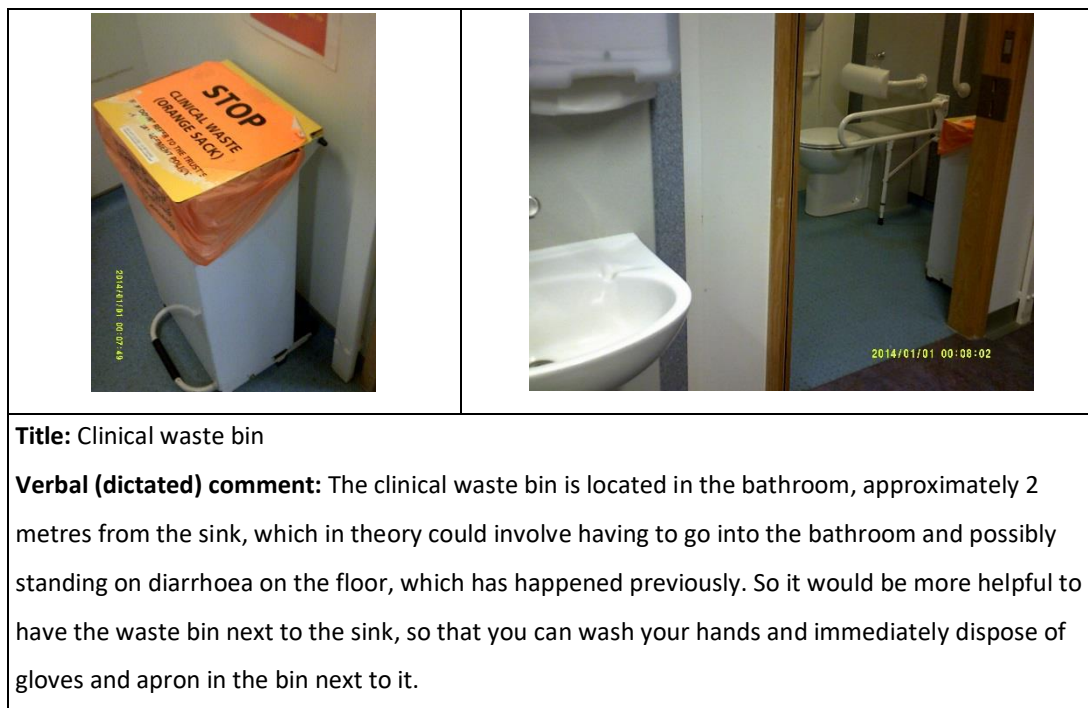 STOP
CLINICAL WASTE
(ORANGE SACK)
TO THE TRUST'S
2014/01/01 00:07:49
2014/01/01 00:08:02
Title: Clinical waste bin
Verbal (dictated) comment: The clinical waste bin is located in the bathroom, approximately 2
metres from the sink, which in theory could involve having to go into the bathroom and possibly
standing on diarrhoea on the floor, which has happened previously. So it would be more helpful to
have the waste bin next to the sink, so that you can wash your hands and immediately dispose of
gloves and apron in the bin next to it.